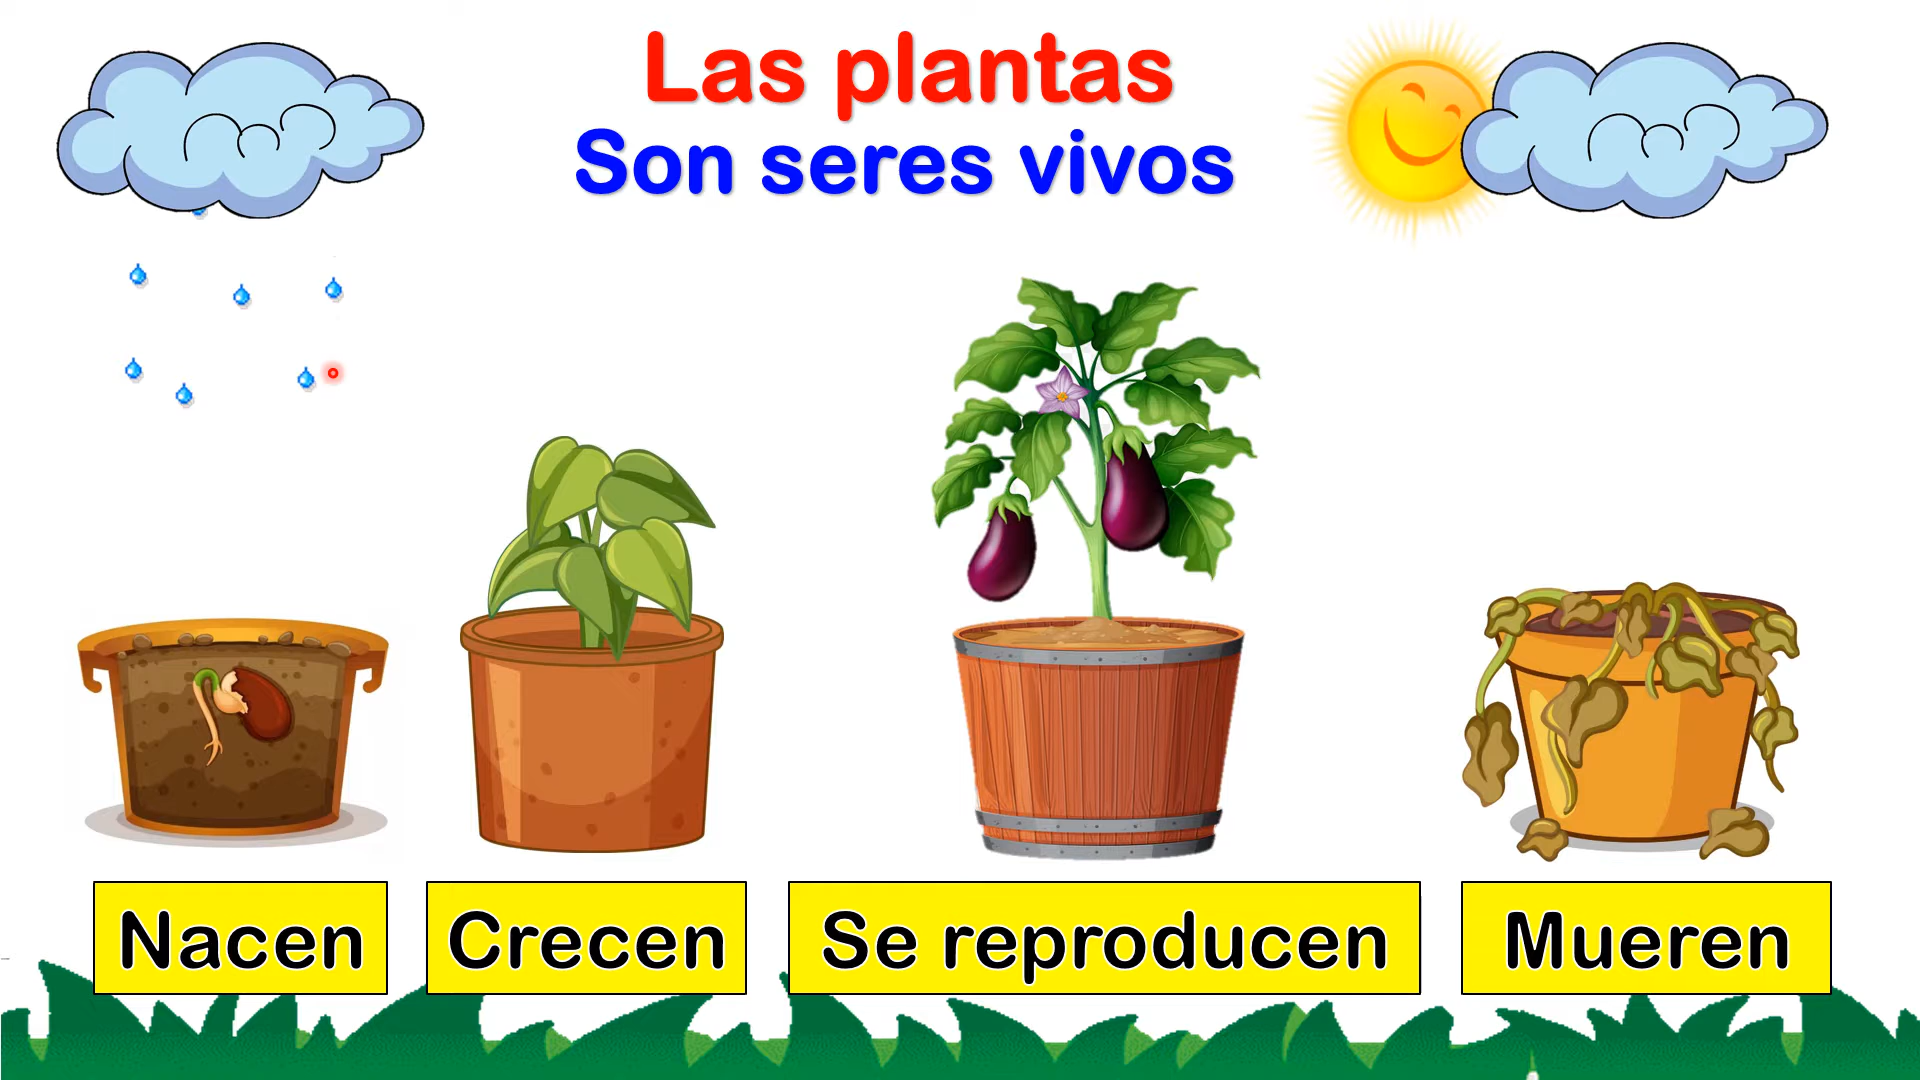 Las plantas
Son seres vivos
Nacen
Crecen
Se reproducen
Mueren